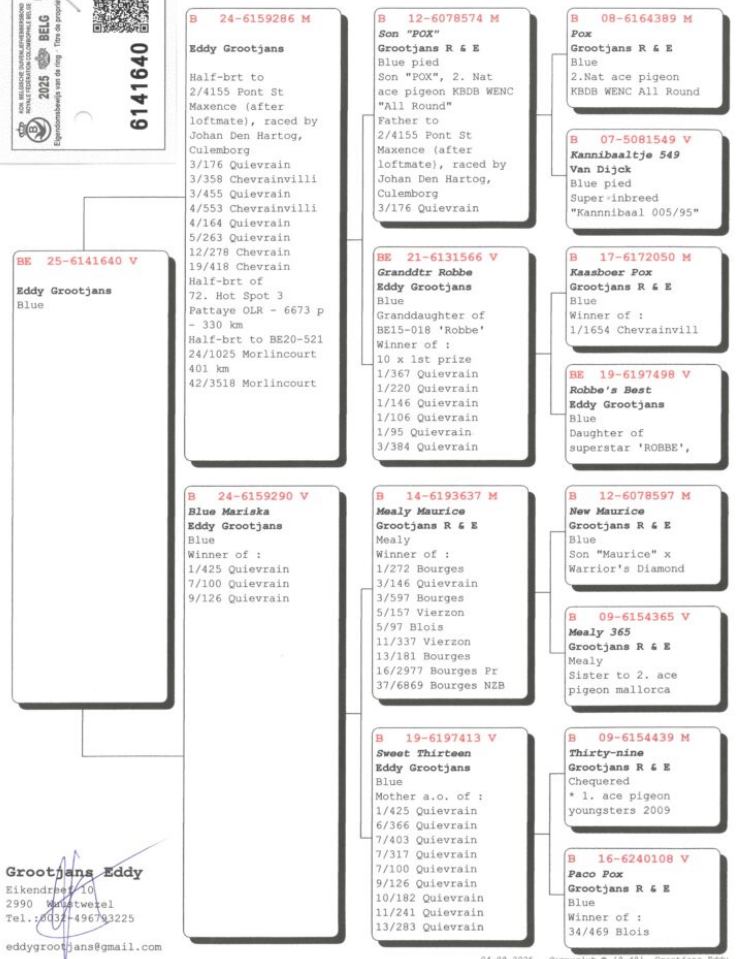 KON. BELGISCHE DUIVENLIEFHEBBERSBOND
ROYALE FÉDÉRATION COLOMBOPHILE BELGE
2025 BELG
Eigendomsbewijs van de ring - Titre de propriét
6141640
BE 25-6141640 V
Eddy Grootjans
Blue
B 24-6159286 M
Eddy Grootjans
Half-brt to
2/4155 Pont St
Maxence (after
loftmate), raced by
Johan Den Hartog,
Culemborg
3/176 Quievrain
3/358 Chevrainvilli
3/455 Quievrain
4/553 Chevrainvilli
4/164 Quievrain
5/263 Quievrain
12/278 Chevrain
19/418 Chevrain
Half-brt of
72. Hot Spot 3
Pattaye OLR - 6673 p
- 330 km
Half-brt to BE20-521
24/1025 Morlincourt
401 km
42/3518 Morlincourt
B 24-6159290 V
Blue Mariska
Eddy Grootjans
Blue
Winner of :
1/425 Quievrain
7/100 Quievrain
9/126 Quievrain
B 12-6078574 M
Son "POX"
Grootjans R & E
Blue pied
Son "POX", 2. Nat
ace pigeon KBDB WENC
"All Round"
Father to
2/4155 Pont St
Maxence (after
loftmate), raced by
Johan Den Hartog,
Culemborg
3/176 Quievrain
BE 21-6131566 V
Granddtr Robbe
Eddy Grootjans
Blue
Granddaughter of
BE15-018 'Robbe'
Winner of :
10 x 1st prize
1/367 Quievrain
1/220 Quievrain
1/146 Quievrain
1/106 Quievrain
1/95 Quievrain
3/384 Quievrain
B 14-6193637 M
Mealy Maurice
Grootjans R & E
Mealy
Winner of :
1/272 Bourges
3/146 Quievrain
3/597 Bourges
5/157 Vierzon
5/97 Blois
11/337 Vierzon
13/181 Bourges
16/2977 Bourges Pr
37/6869 Bourges NZB
B 19-6197413 V
Sweet Thirteen
Eddy Grootjans
Blue
Mother a.o. of :
1/425 Quievrain
6/366 Quievrain
7/403 Quievrain
7/317 Quievrain
7/100 Quievrain
9/126 Quievrain
10/182 Quievrain
11/241 Quievrain
13/283 Quievrain
B 08-6164389 M
Pox
Grootjans R & E
Blue
2.Nat ace pigeon
KBDB WENC All Round
B 07-5081549 V
Kannibaaltje 549
Van Dijck
Blue pied
Super-inbreed
"Kannnibaal 005/95"
B 17-6172050 M
Kaasboer Pox
Grootjans R & E
Blue
Winner of :
1/1654 Chevrainvill
BE 19-6197498 V
Robbe's Best
Eddy Grootjans
Blue
Daughter of
superstar 'ROBBE',
B 12-6078597 M
New Maurice
Grootjans R & E
Blue
Son "Maurice" x
Warrior's Diamond
B 09-6154365 V
Mealy 365
Grootjans R & E
Mealy
Sister to 2. ace
pigeon mallorca
B 09-6154439 M
Thirty-nine
Grootjans R & E
Chequered
* 1. ace pigeon
youngsters 2009
B 16-6240108 V
Paco Pox
Grootjans R & E
Blue
Winner of :
34/469 Blois
Grootjans Eddy
Eikendreef 10
2990 Wuustwezel
Tel.:0032-496793225
eddygrootjans@gmail.com